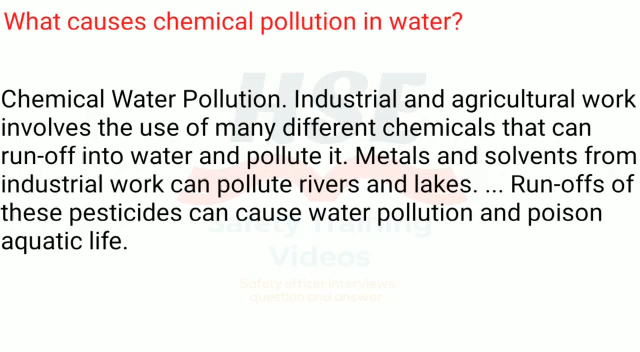 What causes chemical pollution in water?
HSE
Chemical Water Pollution. Industrial and agricultural work
involves the use of many different chemicals that can
run-off into water and pollute it. Metals and solvents from
industrial work can pollute rivers and lakes. ... Run-offs of
these pesticides can cause water pollution and poison
aquatic life.
Safety Training
Videos
Safety officer interviews
question and answer